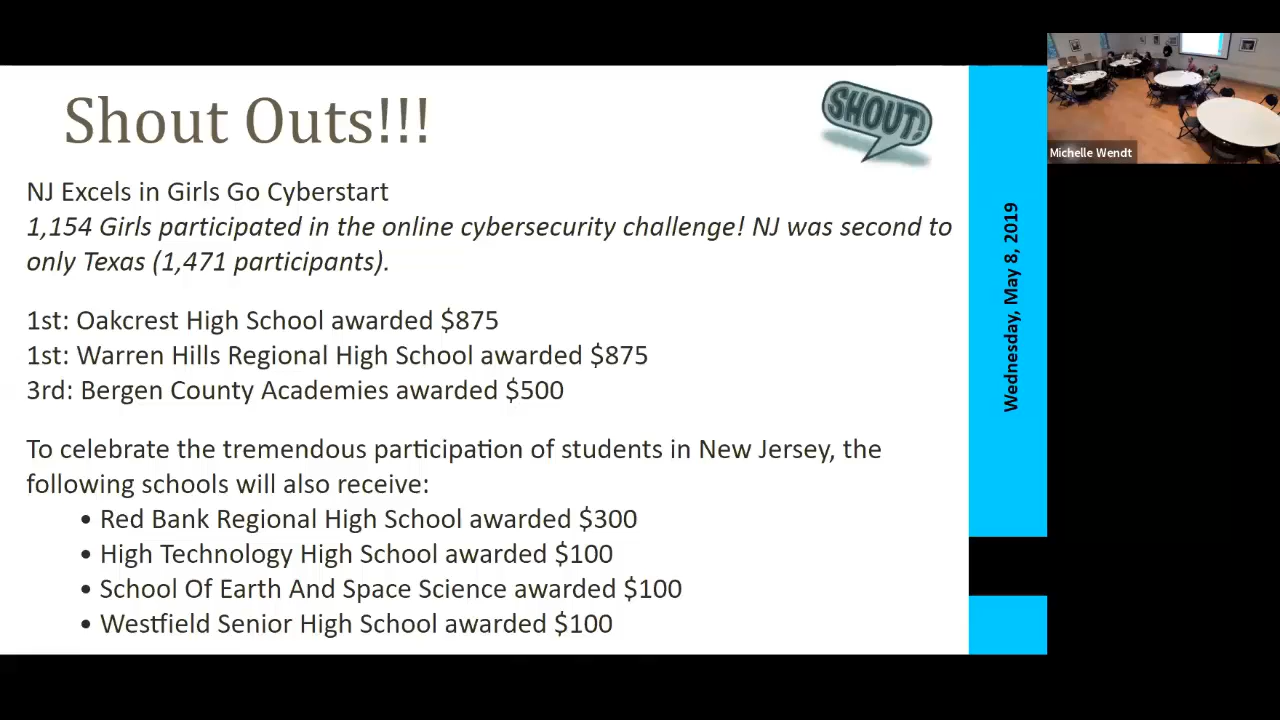 Shout Outs!!!
SHOUT!
NJ Excels in Girls Go Cyberstart
1,154 Girls participated in the online cybersecurity challenge! NJ was second to
only Texas (1,471 participants).
1st: Oakcrest High School awarded $875
1st: Warren Hills Regional High School awarded $875
3rd: Bergen County Academies awarded $500
To celebrate the tremendous participation of students in New Jersey, the
following schools will also receive:
• Red Bank Regional High School awarded $300
• High Technology High School awarded $100
• School Of Earth And Space Science awarded $100
• Westfield Senior High School awarded $100
Wednesday, May 8, 2019
Michelle Wendt